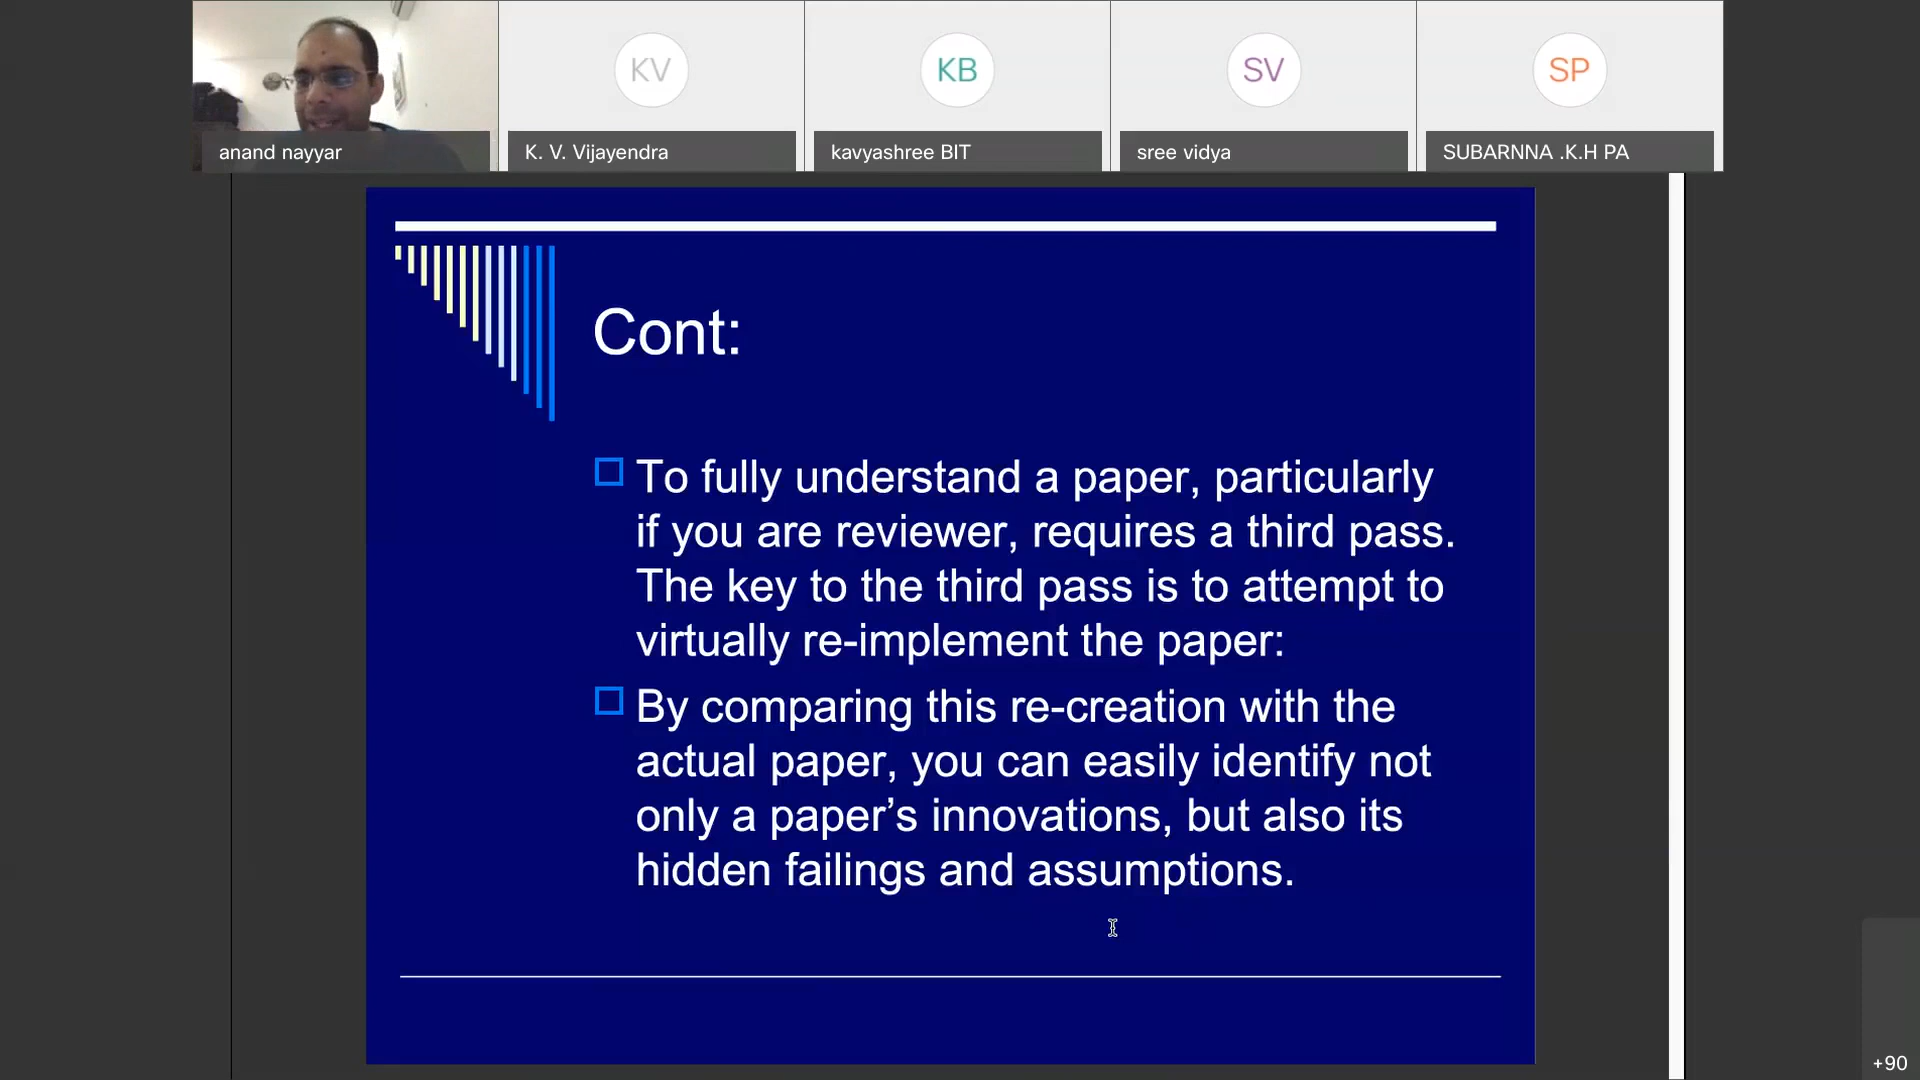 KV
KB
SV
SP
anand nayyar
K. V. Vijayendra
kavyashree BIT
sree vidya
SUBARNNA .K.H PA
Cont:
To fully understand a paper, particularly
if you are reviewer, requires a third pass.
The key to the third pass is to attempt to
virtually re-implement the paper:
By comparing this re-creation with the
actual paper, you can easily identify not
only a paper’s innovations, but also its
hidden failings and assumptions.
+90